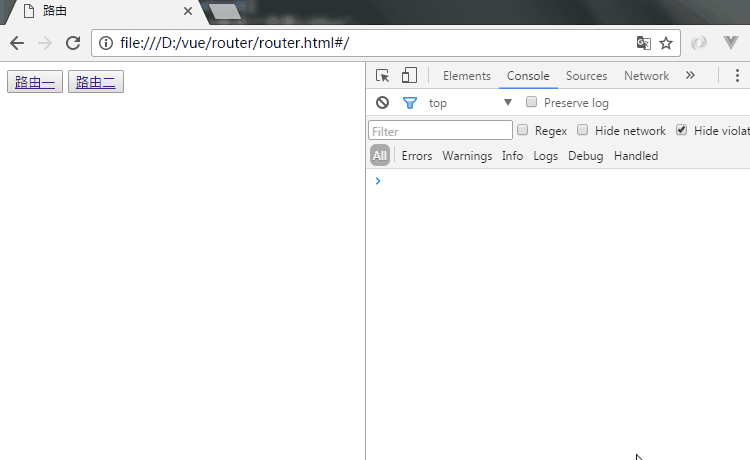 路由
file:///D:/vue/router/router.html#/
路由一 路由二
Elements Console Sources Network »
top Preserve log
Filter Regex Hide network Hide violat
All Errors Warnings Info Logs Debug Handled
>